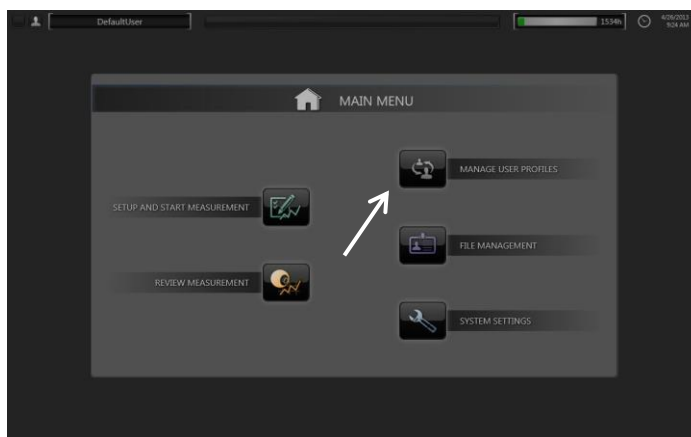 DefaultUser
1534h
4/26/2013
9:24 AM
MAIN MENU
MANAGE USER PROFILES
SETUP AND START MEASUREMENT
FILE MANAGEMENT
REVIEW MEASUREMENT
SYSTEM SETTINGS